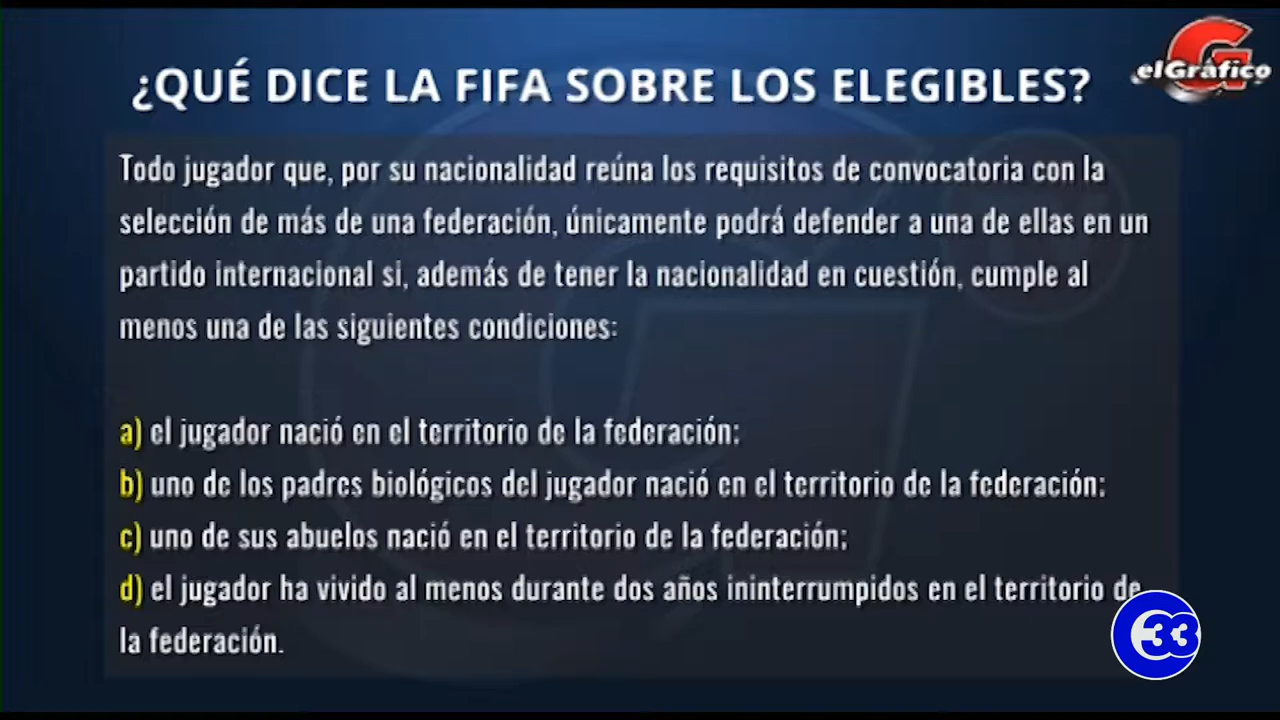 ¿QUÉ DICE LA FIFA SOBRE LOS ELEGIBLES?
elGráfico
Todo jugador que, por su nacionalidad reúna los requisitos de convocatoria con la
selección de más de una federación, únicamente podrá defender a una de ellas en un
partido internacional si, además de tener la nacionalidad en cuestión, cumple al
menos una de las siguientes condiciones:
a) el jugador nació en el territorio de la federación;
b) uno de los padres biológicos del jugador nació en el territorio de la federación;
c) uno de sus abuelos nació en el territorio de la federación;
d) el jugador ha vivido al menos durante dos años ininterrumpidos en el territorio de
la federación.
33